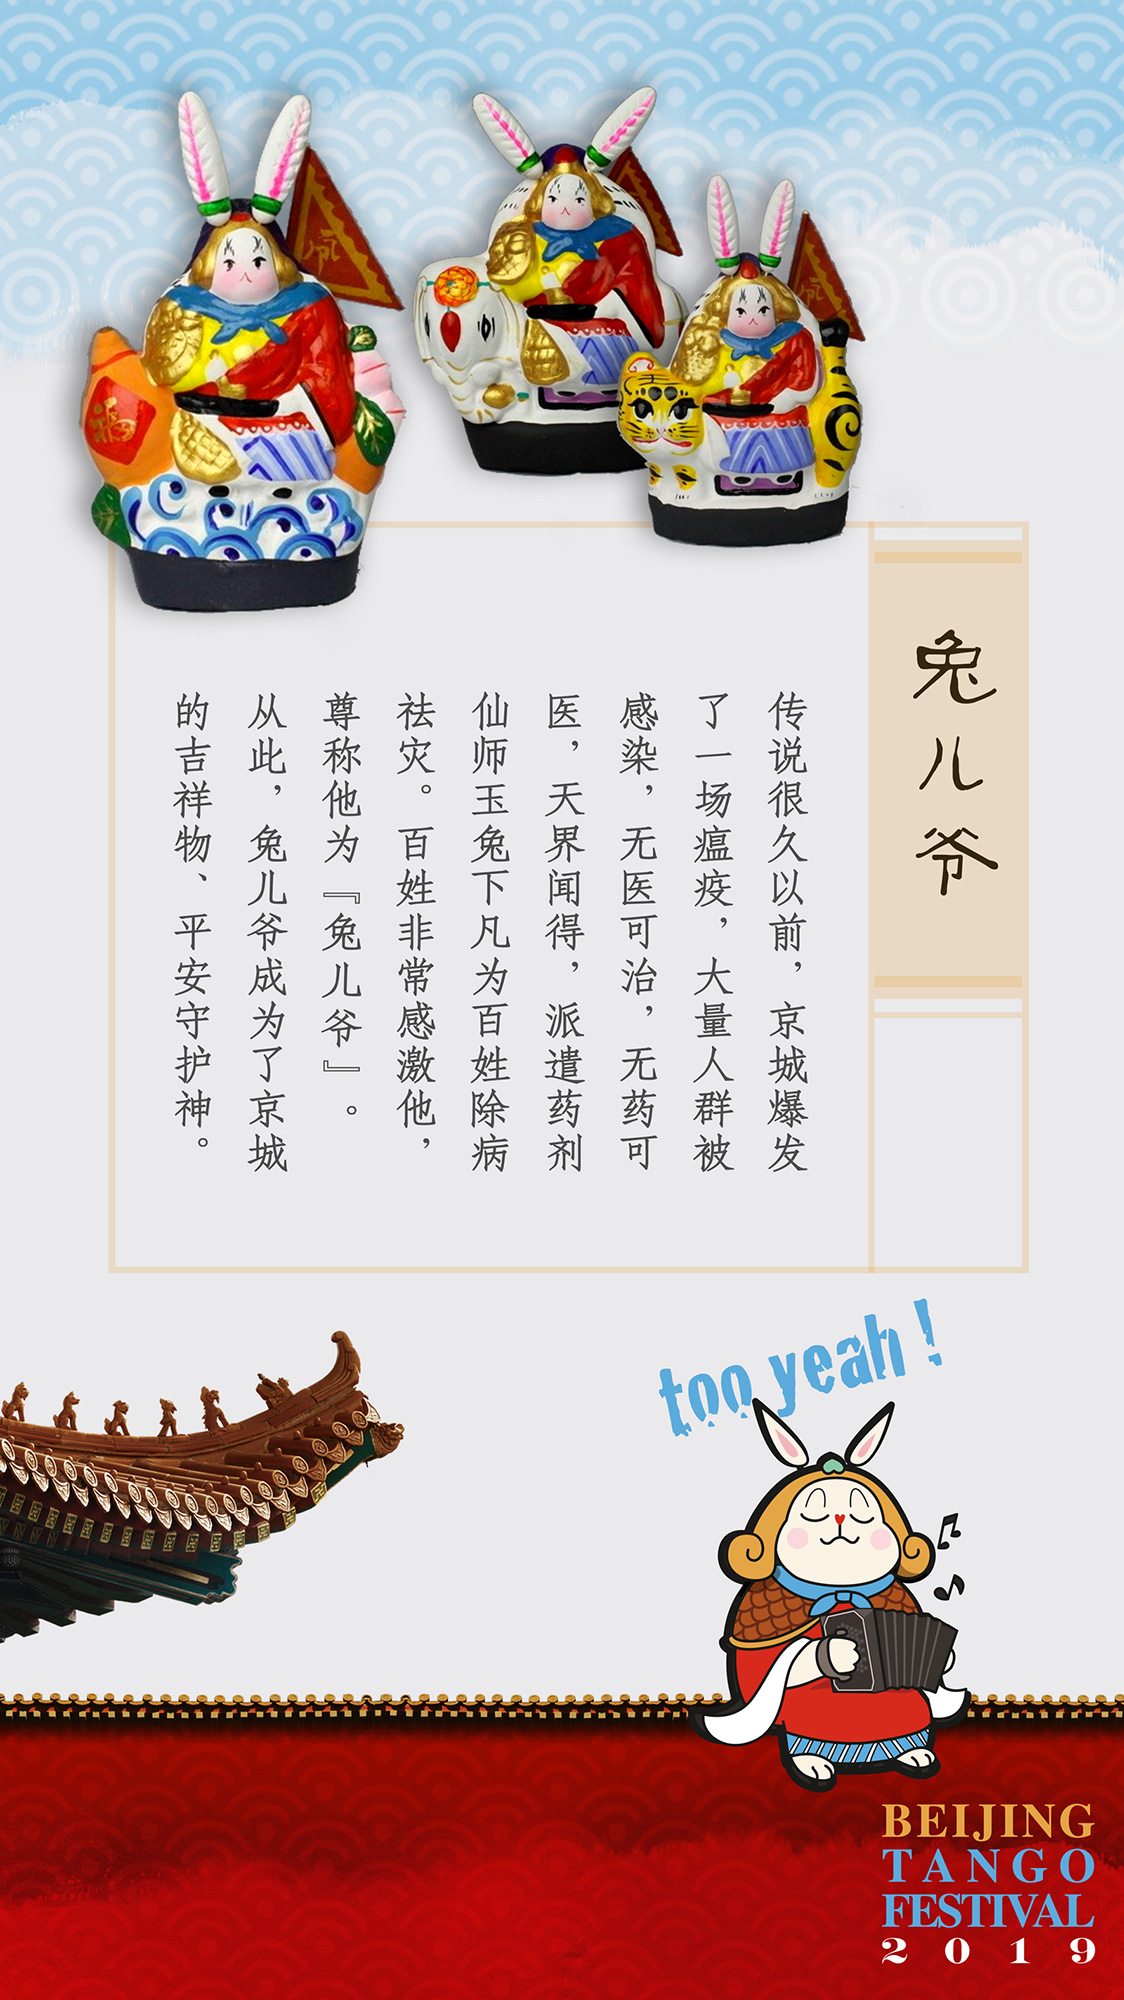 兔儿爷
传说很久以前，京城爆发
了一场瘟疫，大量人群被
感染，无医可治，无药可
医，天界闻得，派遣药剂
仙师玉兔下凡为百姓除病
祛灾。百姓非常感激他，
尊称他为『兔儿爷』。
从此，兔儿爷成为了京城
的吉祥物、平安守护神。
福
too yeah !
BEIJING
TANGO
FESTIVAL
2019